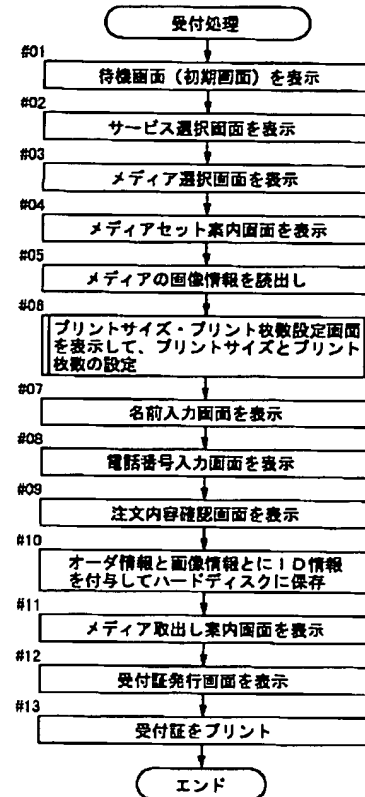 受付処理
#01
待機画面（初期画面）を表示
#02
サービス選択画面を表示
#03
メディア選択画面を表示
#04
メディアセット案内画面を表示
#05
メディアの画像情報を読出し
#06
プリントサイズ・プリント枚数設定画面
を表示して、プリントサイズとプリント
枚数の設定
#07
名前入力画面を表示
#08
電話番号入力画面を表示
#09
注文内容確認画面を表示
#10
オーダ情報と画像情報とにＩＤ情報
を付与してハードディスクに保存
#11
メディア取出し案内画面を表示
#12
受付証発行画面を表示
#13
受付証をプリント
エンド